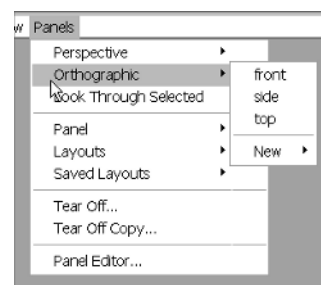 w Panels
Perspective
Orthographic
Look Through Selected
Panel
Layouts
Saved Layouts
Tear Off...
Tear Off Copy...
Panel Editor...
front
side
top
New